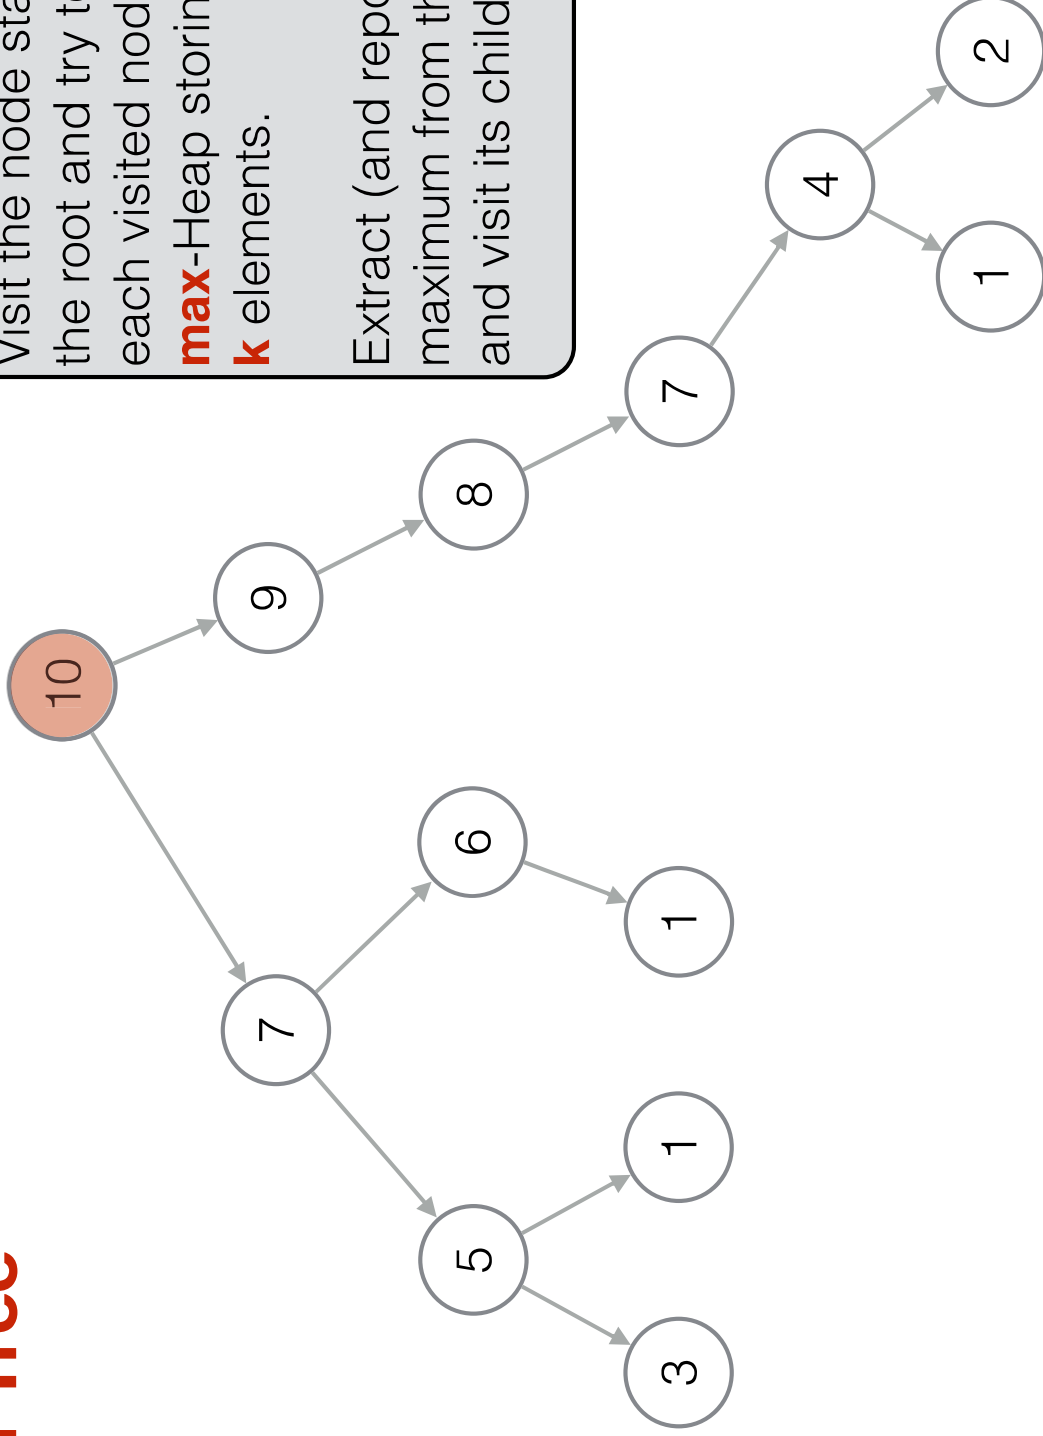 Tree
Visit the node sta
the root and try t
each visited nod
max-Heap storin
k elements.
Extract (and repo
maximum from th
and visit its child
10
7
9
5
6
8
3
1
1
7
4
1
2